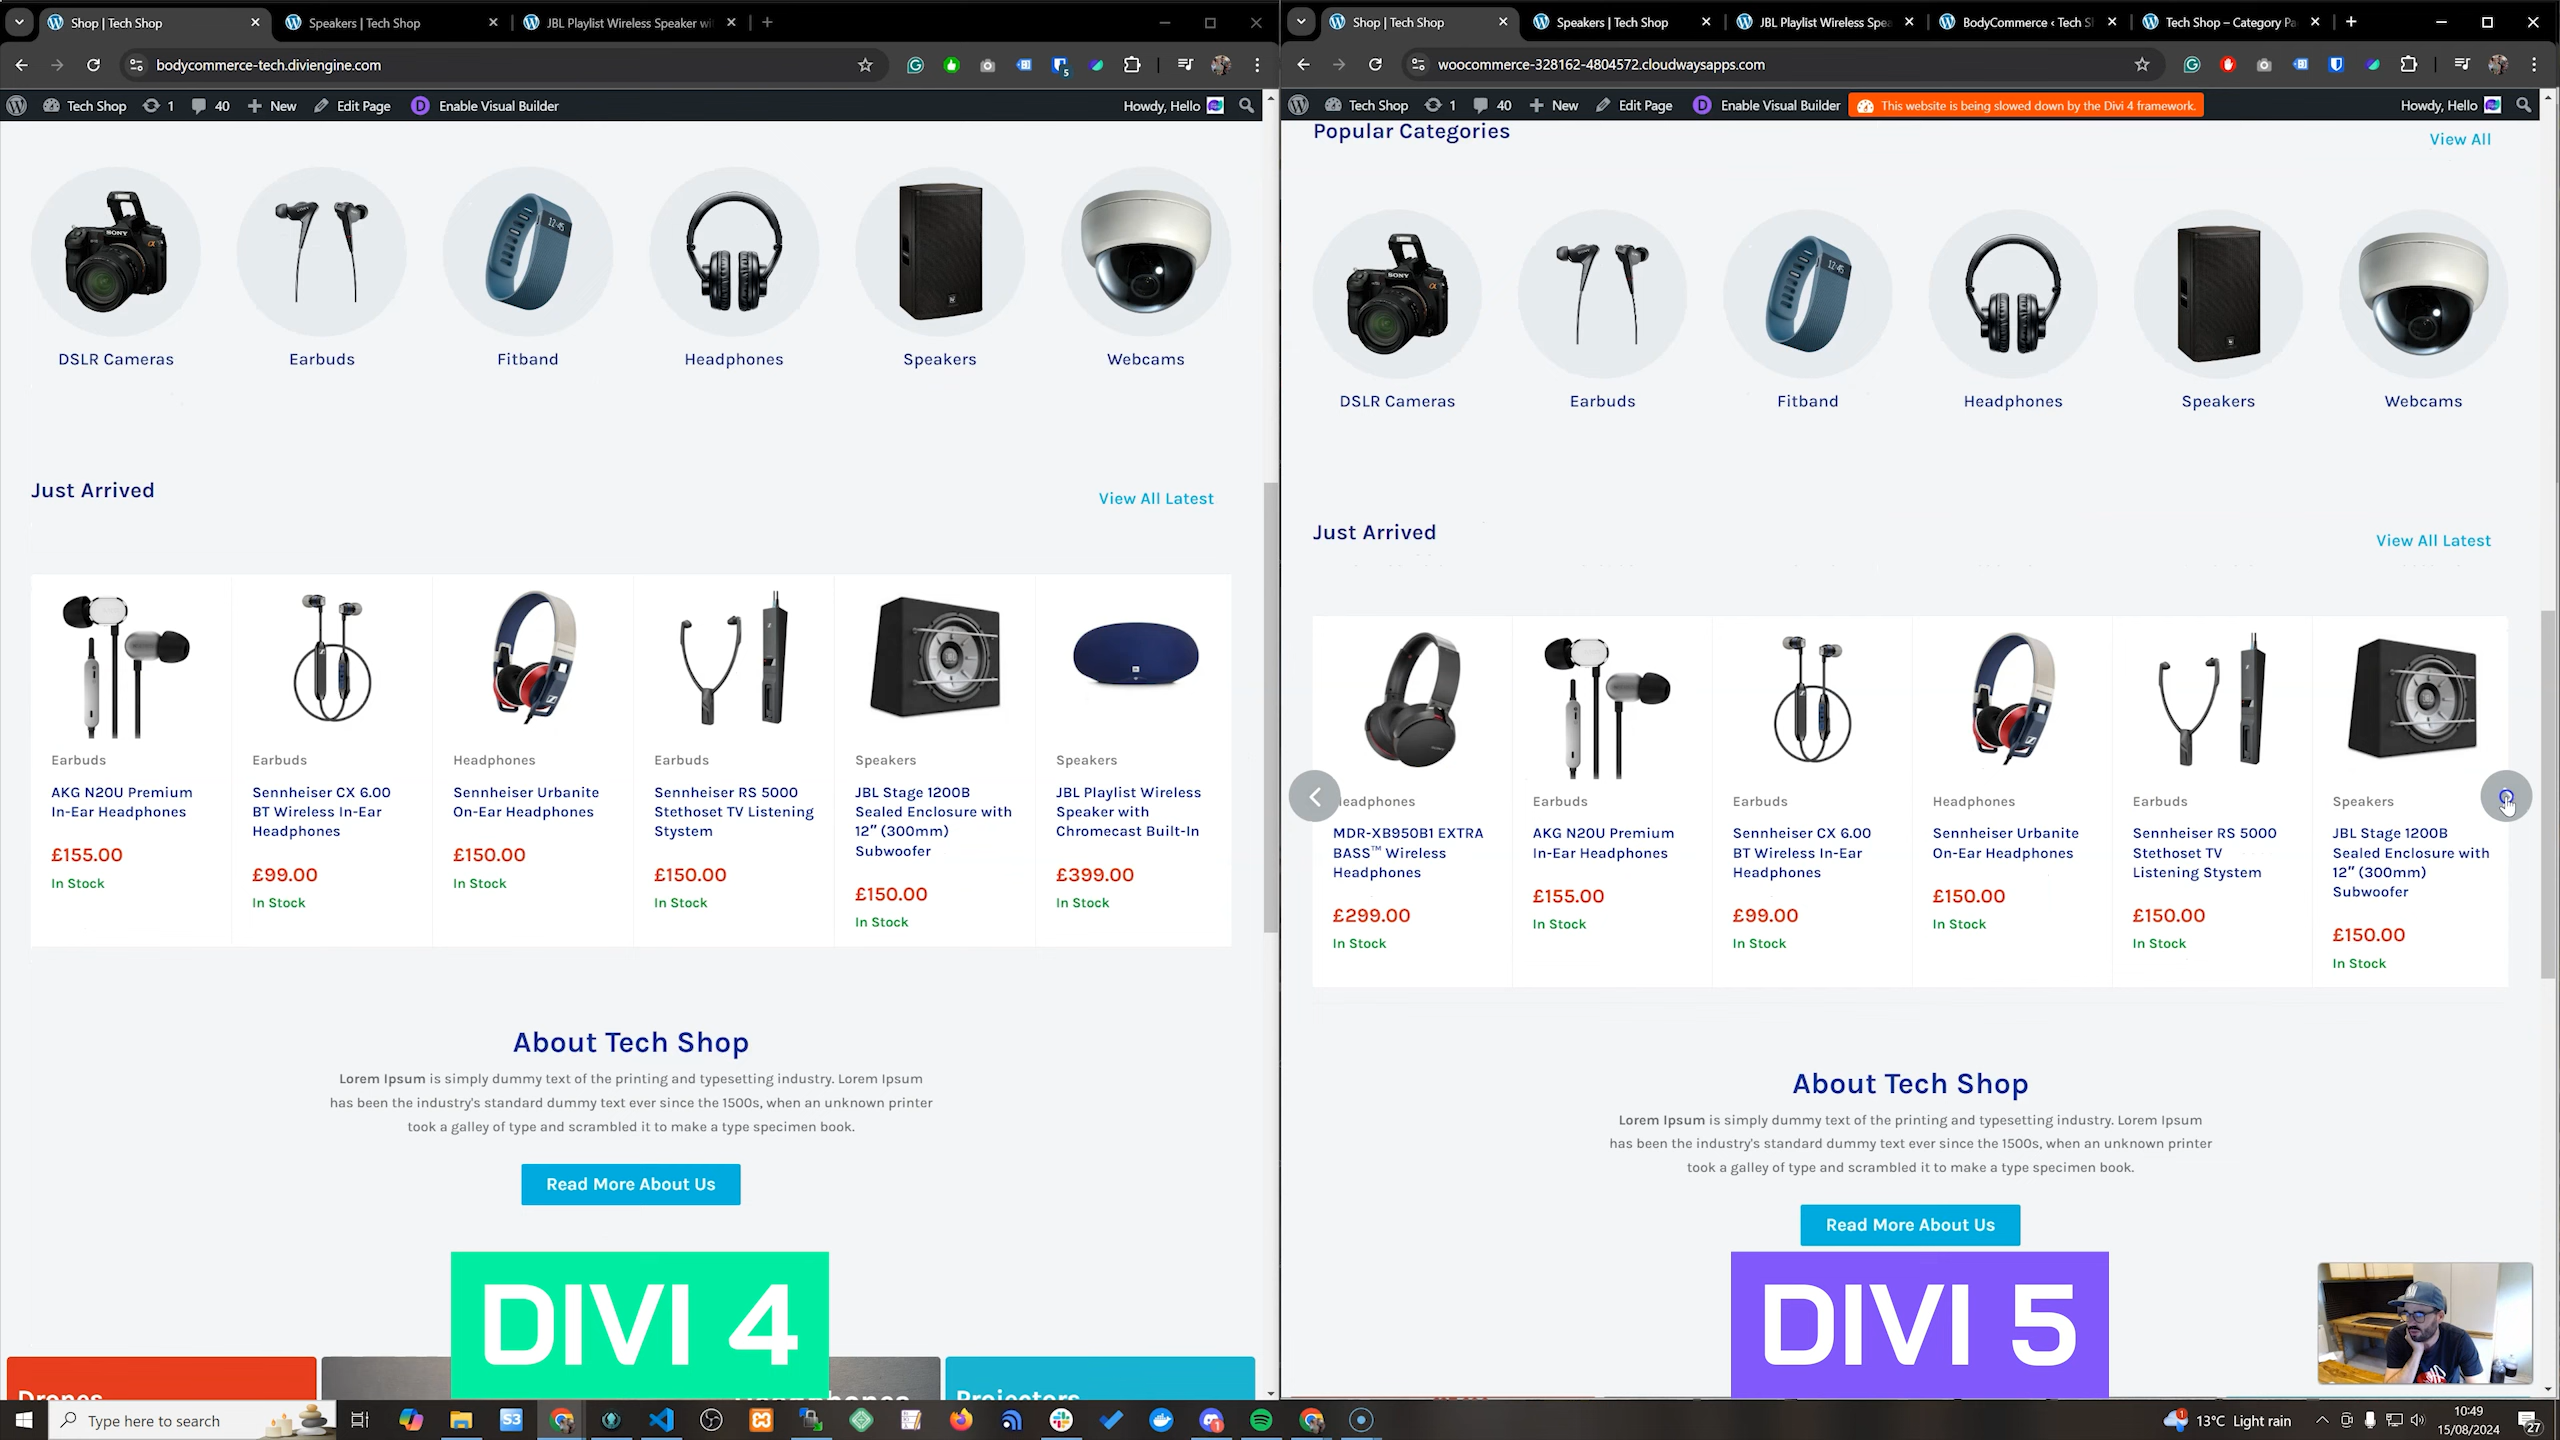 Shop | Tech Shop
Speakers | Tech Shop
JBL Playlist Wireless Speaker wi
bodycommerce-tech.diviengine.com
5
Tech Shop
1
40
New
Edit Page
D
Enable Visual Builder
Howdy, Hello
DSLR Cameras
Earbuds
Fitband
Headphones
Speakers
Webcams
Just Arrived
View All Latest
Earbuds
AKG N20U Premium
In-Ear Headphones
£155.00
In Stock
Earbuds
Sennheiser CX 6.00
BT Wireless In-Ear
Headphones
£99.00
In Stock
Headphones
Sennheiser Urbanite
On-Ear Headphones
£150.00
In Stock
Earbuds
Sennheiser RS 5000
Stethoset TV Listening
Stystem
£150.00
In Stock
Speakers
JBL Stage 1200B
Sealed Enclosure with
12″ (300mm)
Subwoofer
£150.00
In Stock
Speakers
JBL Playlist Wireless
Speaker with
Chromecast Built-In
£399.00
In Stock
About Tech Shop
Lorem Ipsum is simply dummy text of the printing and typesetting industry. Lorem Ipsum
has been the industry's standard dummy text ever since the 1500s, when an unknown printer
took a galley of type and scrambled it to make a type specimen book.
Read More About Us
DIVI 4
Drones
Projectors
Shop | Tech Shop
Speakers | Tech Shop
JBL Playlist Wireless Spea
BodyCommerce ‹ Tech S
Tech Shop – Category Pa
woocommerce-328162-4804572.cloudwaysapps.com
Tech Shop
1
40
New
Edit Page
D
Enable Visual Builder
This website is being slowed down by the Divi 4 framework.
Howdy, Hello
Popular Categories
View All
DSLR Cameras
Earbuds
Fitband
Headphones
Speakers
Webcams
Just Arrived
View All Latest
eadphones
MDR-XB950B1 EXTRA
BASS™ Wireless
Headphones
£299.00
In Stock
Earbuds
AKG N20U Premium
In-Ear Headphones
£155.00
In Stock
Earbuds
Sennheiser CX 6.00
BT Wireless In-Ear
Headphones
£99.00
In Stock
Headphones
Sennheiser Urbanite
On-Ear Headphones
£150.00
In Stock
Earbuds
Sennheiser RS 5000
Stethoset TV
Listening Stystem
£150.00
In Stock
Speakers
JBL Stage 1200B
Sealed Enclosure with
12″ (300mm)
Subwoofer
£150.00
In Stock
About Tech Shop
Lorem Ipsum is simply dummy text of the printing and typesetting industry. Lorem Ipsum
has been the industry's standard dummy text ever since the 1500s, when an unknown printer
took a galley of type and scrambled it to make a type specimen book.
Read More About Us
DIVI 5
Type here to search
S3
13°C Light rain
10:49
15/08/2024
27